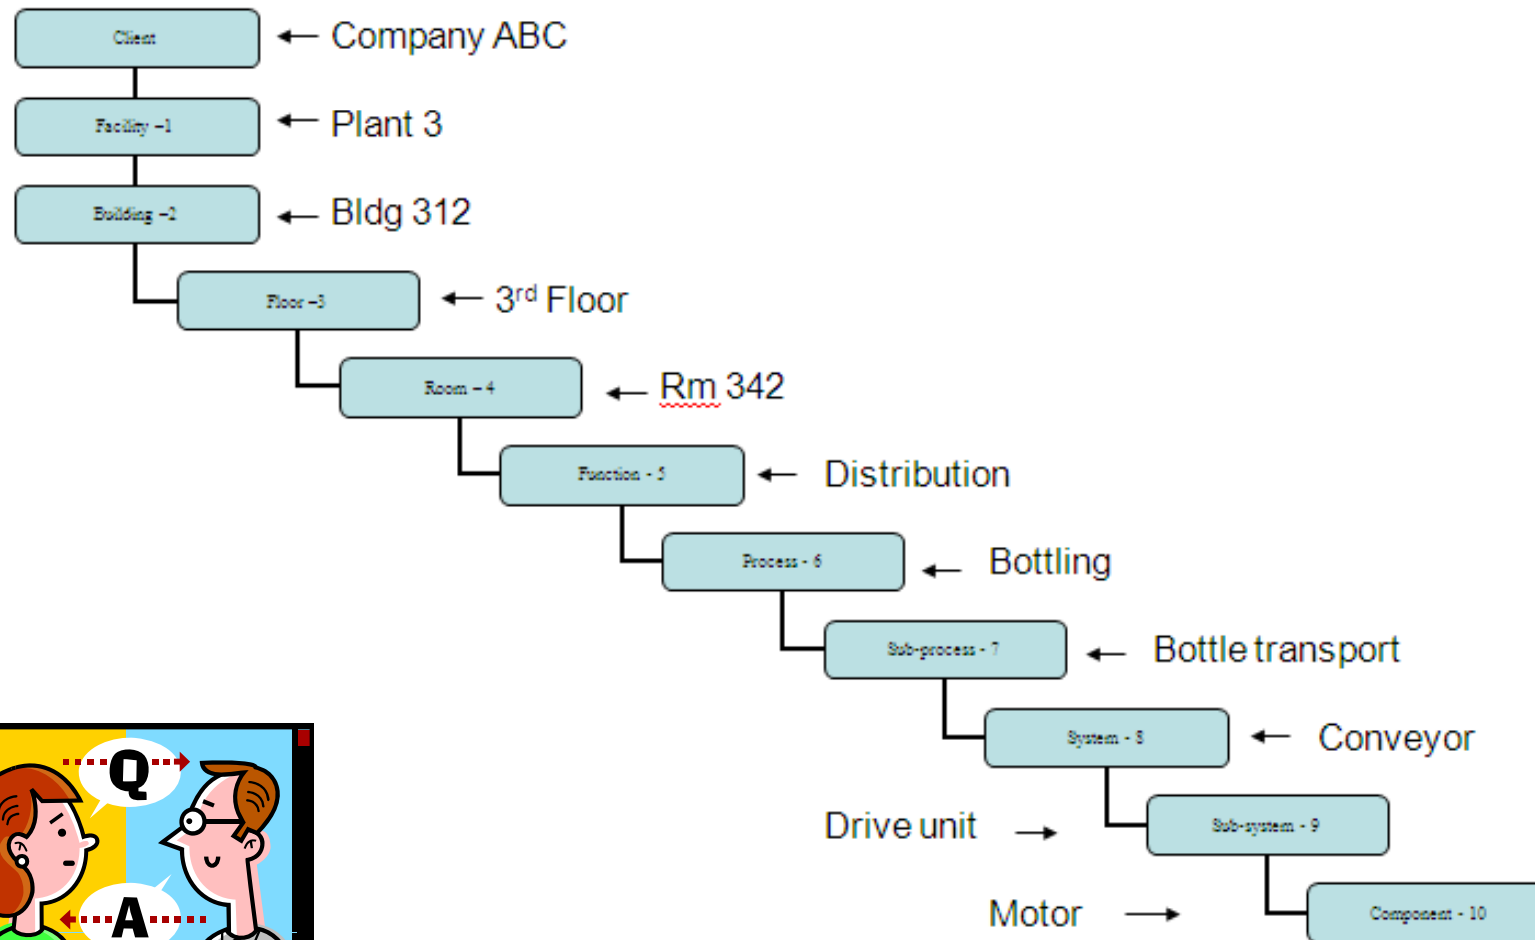 Client
Company ABC
Facility –1
Plant 3
Building –2
Bldg 312
Floor –3
3rd Floor
Room – 4
Rm 342
Function - 5
Distribution
Process - 6
Bottling
Sub-process - 7
Bottle transport
System - 8
Conveyor
Drive unit
Sub-system - 9
Motor
Component - 10
Q
A